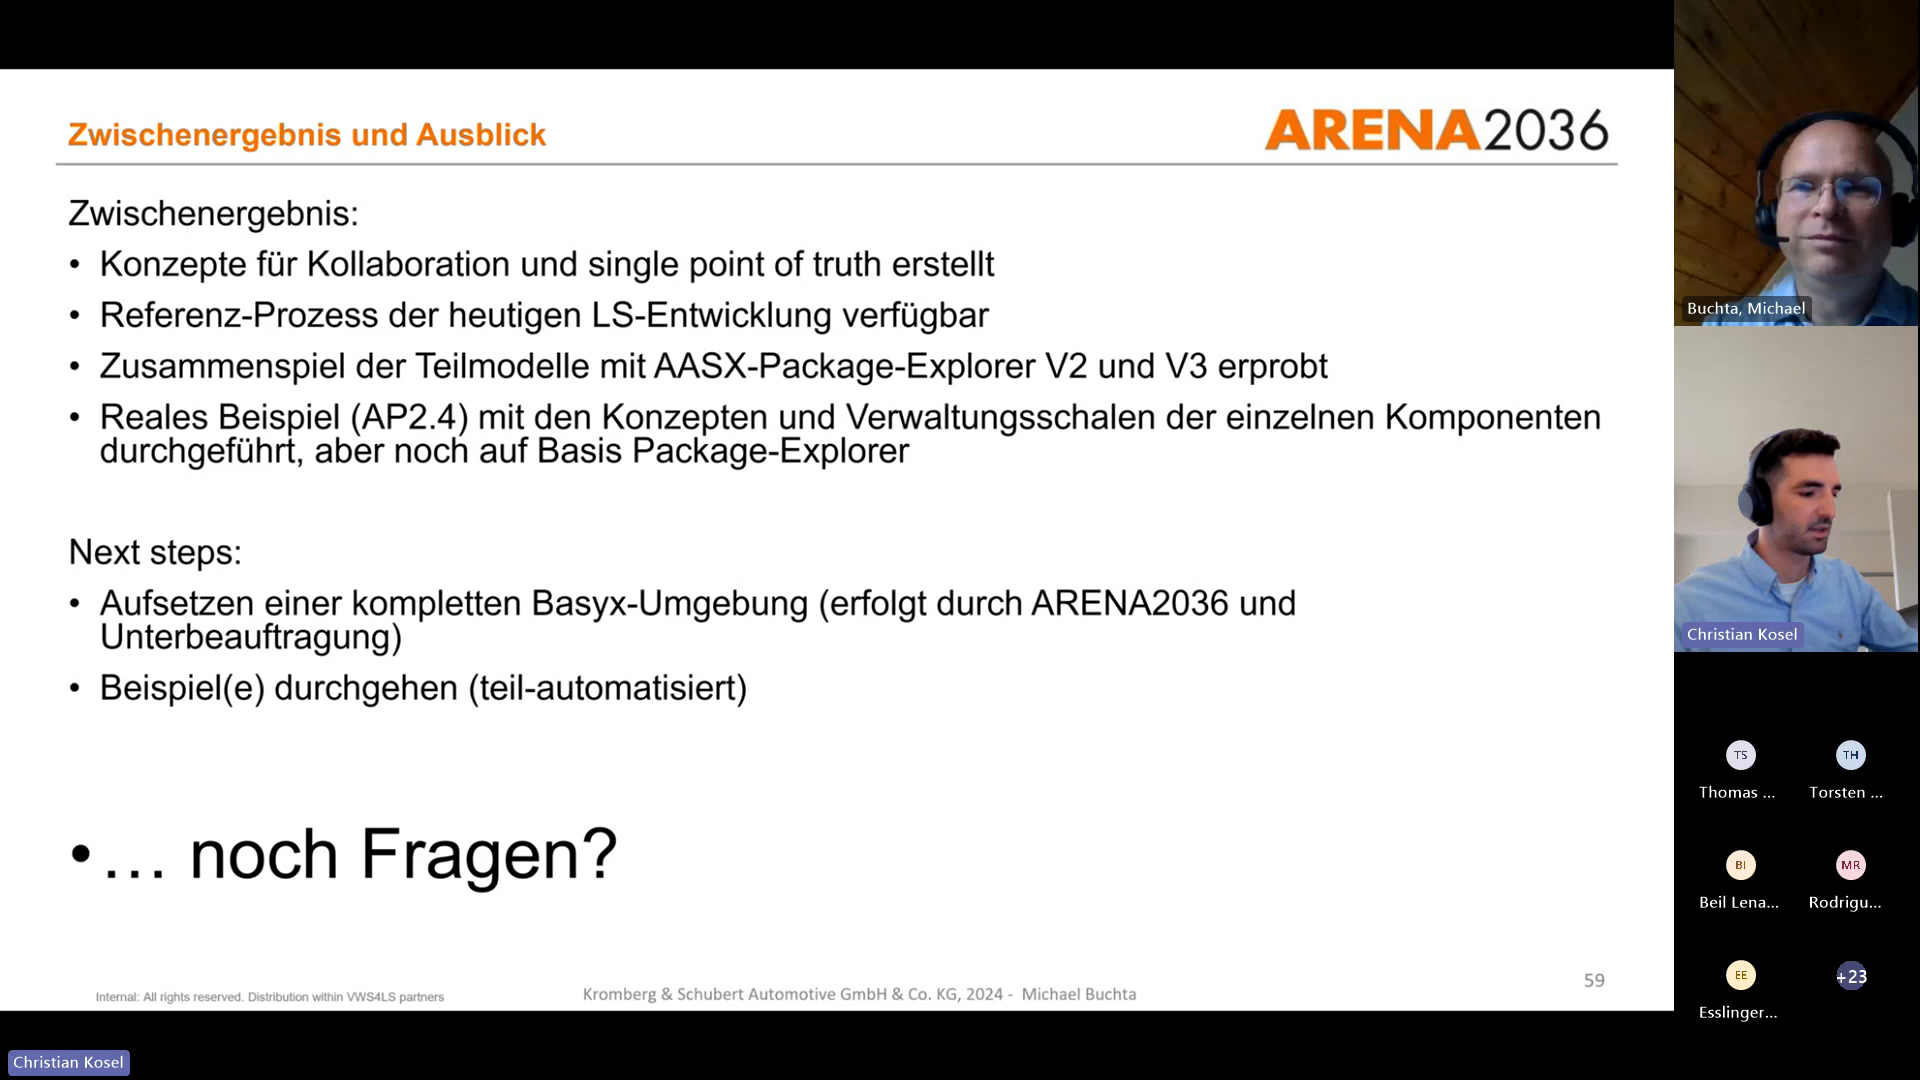 Zwischenergebnis und Ausblick
ARENA2036
Zwischenergebnis:
• Konzepte für Kollaboration und single point of truth erstellt
• Referenz-Prozess der heutigen LS-Entwicklung verfügbar
• Zusammenspiel der Teilmodelle mit AASX-Package-Explorer V2 und V3 erprobt
• Reales Beispiel (AP2.4) mit den Konzepten und Verwaltungsschalen der einzelnen Komponenten
durchgeführt, aber noch auf Basis Package-Explorer
Next steps:
• Aufsetzen einer kompletten Basyx-Umgebung (erfolgt durch ARENA2036 und
Unterbeauftragung)
• Beispiel(e) durchgehen (teil-automatisiert)
• … noch Fragen?
Internal: All rights reserved. Distribution within VWS4LS partners
Kromberg & Schubert Automotive GmbH & Co. KG, 2024 - Michael Buchta
59
Buchta, Michael
Christian Kosel
TS
TH
Thomas ...
Torsten ...
BI
MR
Beil Lena...
Rodrigu...
EE
+23
Esslinger...
Christian Kosel